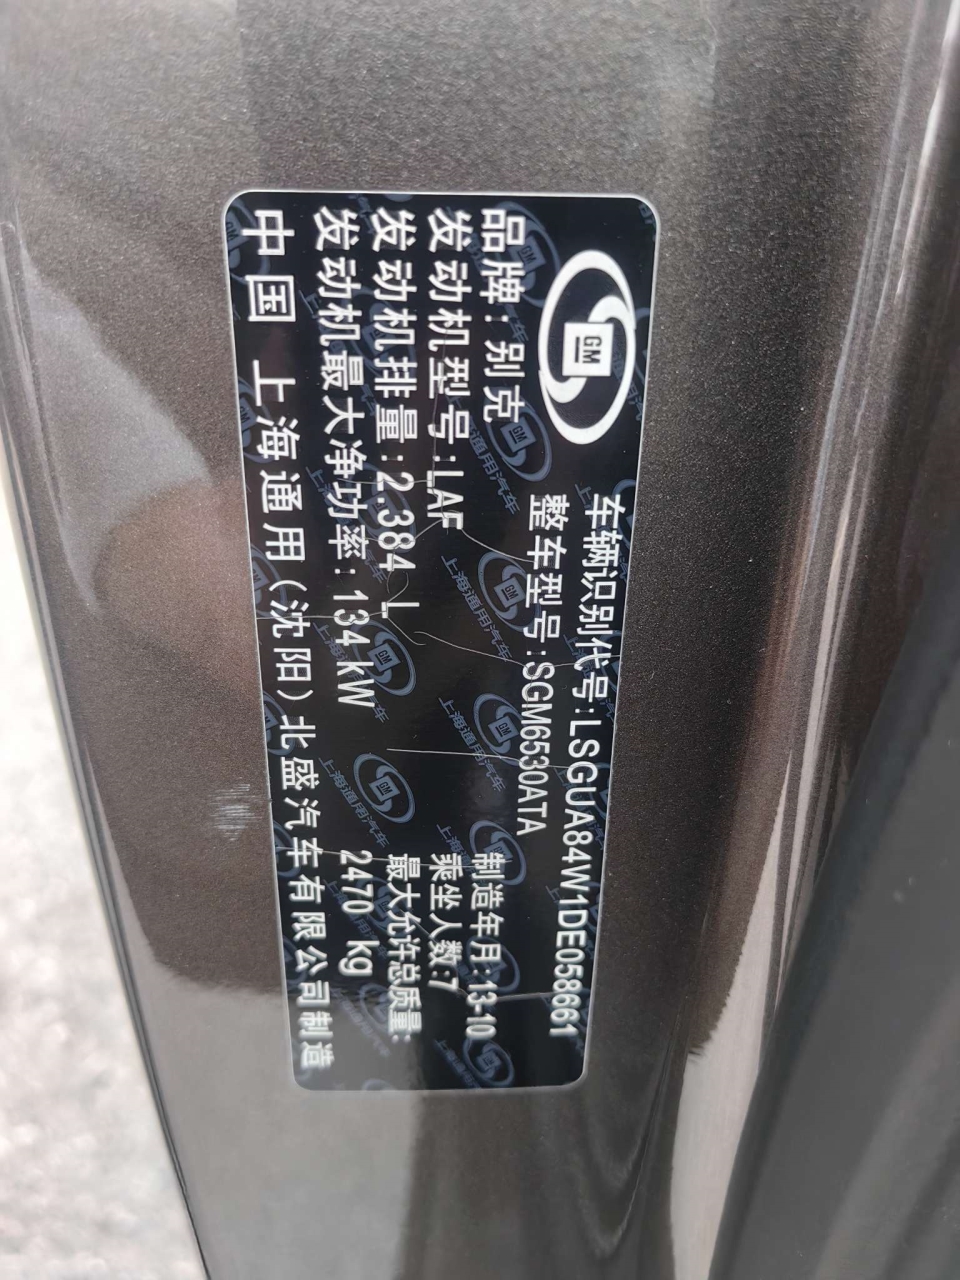 GM
车辆识别代号:LSGUA84W1DE058661
品牌:别克
整车型号:SGM6530ATA
发动机型号:LAF
制造年月:13-10
发动机排量:2.384 L
乘坐人数:7
发动机最大净功率:134 kW
最大允许总质量:
2470 kg
中国 上海通用(沈阳)北盛汽车有限公司制造